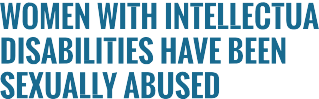 WOMEN WITH INTELLECTUA
DISABILITIES HAVE BEEN
SEXUALLY ABUSED